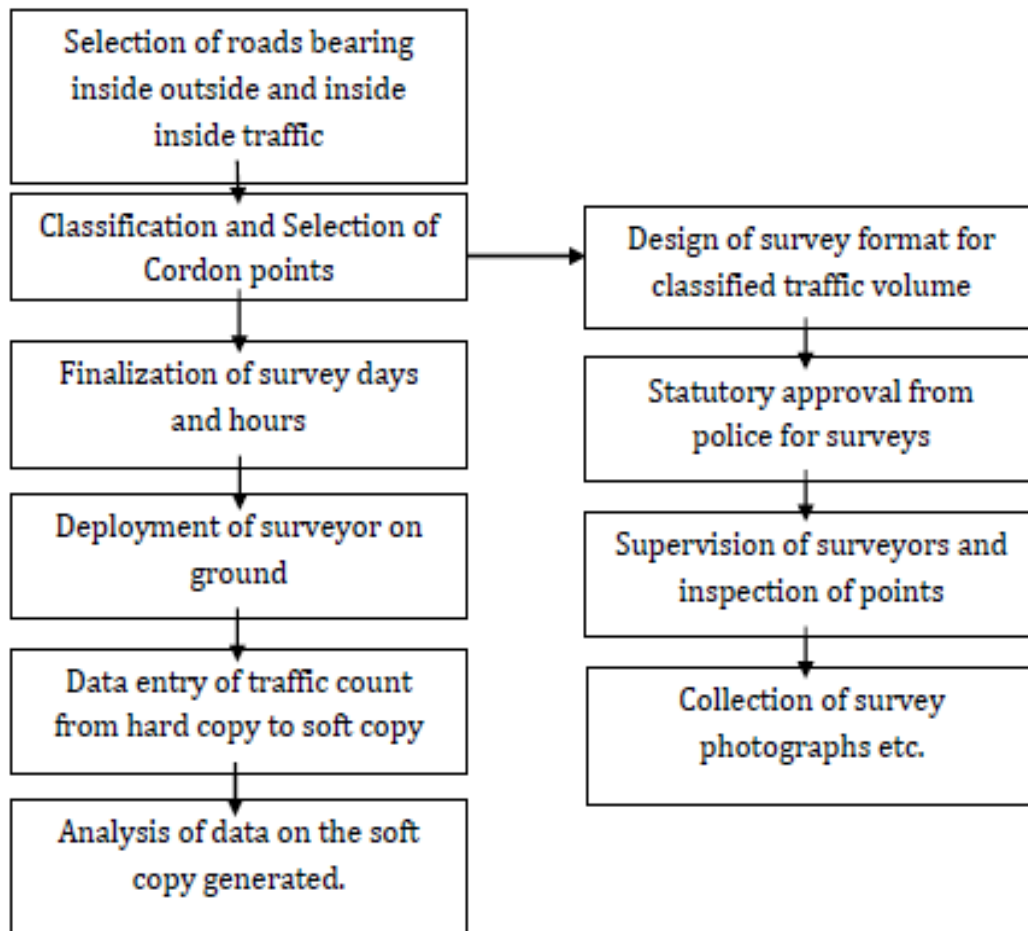 Selection of roads bearing
inside outside and inside
inside traffic
Classification and Selection of
Cordon points
Finalization of survey days
and hours
Deployment of surveyor on
ground
Data entry of traffic count
from hard copy to soft copy
Analysis of data on the soft
copy generated.
Design of survey format for
classified traffic volume
Statutory approval from
police for surveys
Supervision of surveyors and
inspection of points
Collection of survey
photographs etc.